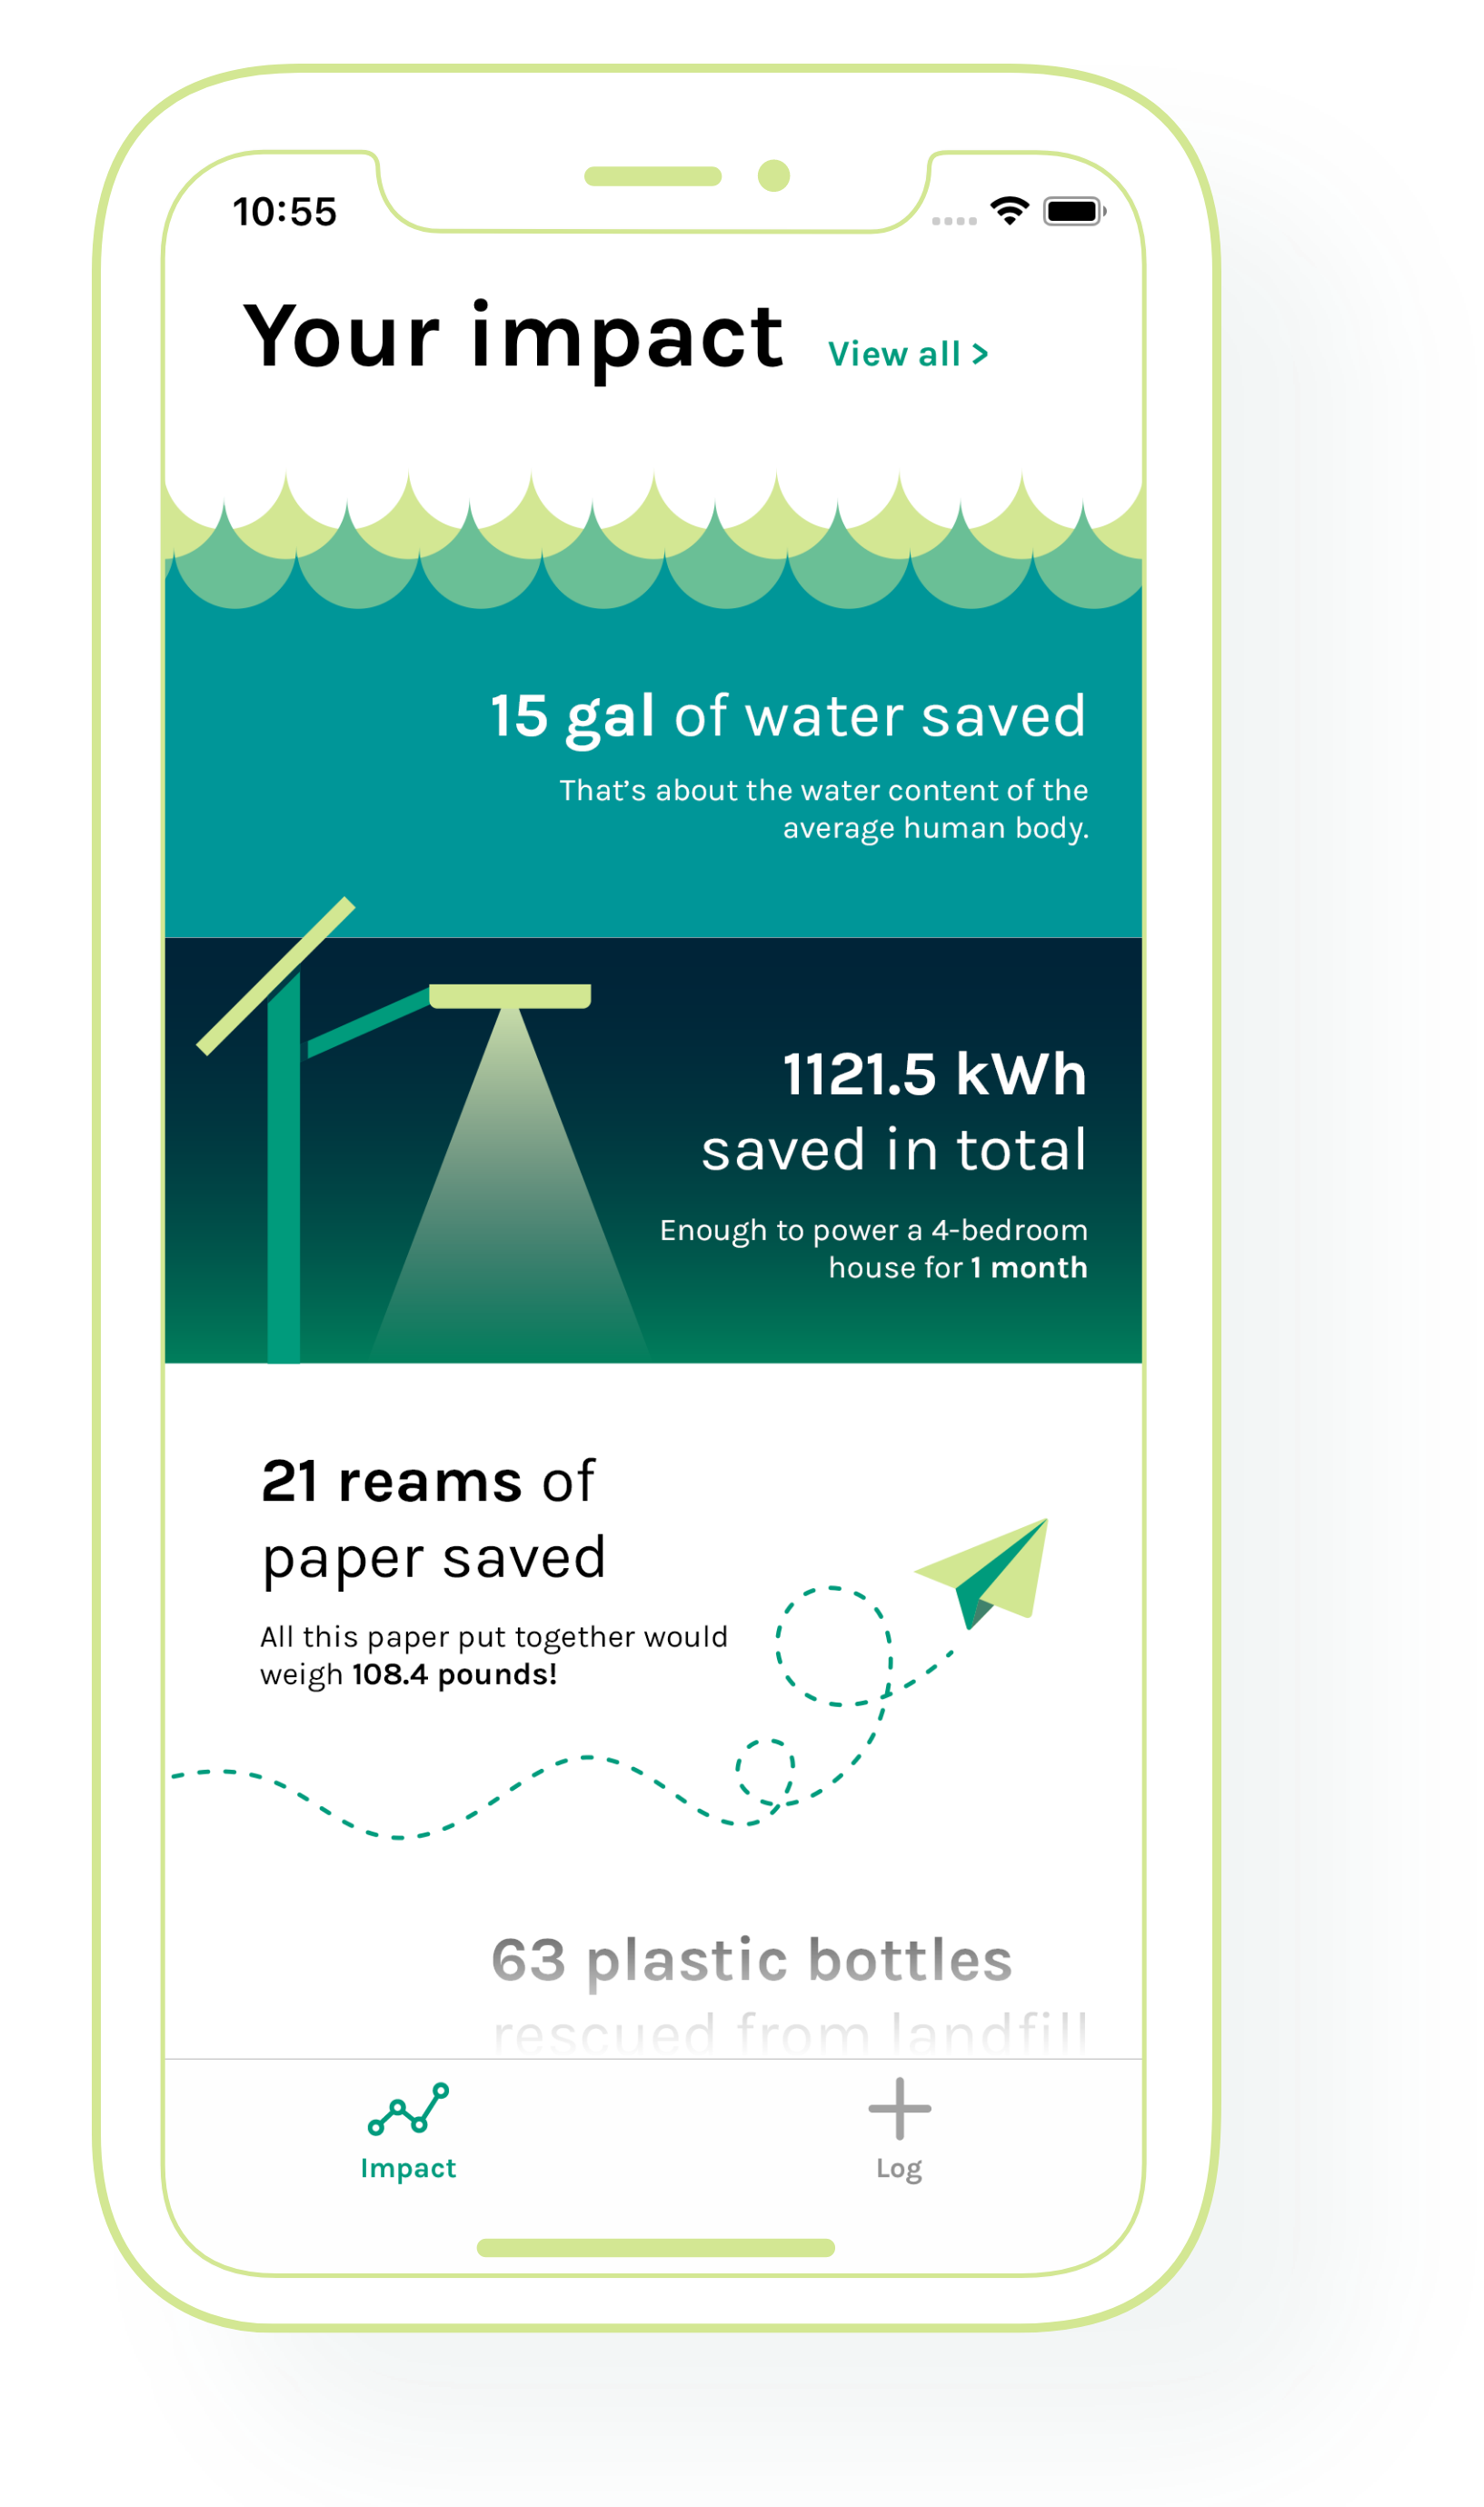 10:55
Your impact View all >
15 gal of water saved
That’s about the water content of the
average human body.
1121.5 kWh
saved in total
Enough to power a 4-bedroom
house for 1 month
21 reams of
paper saved
All this paper put together would
weigh 108.4 pounds!
63 plastic bottles
rescued from landfill
Impact
Log